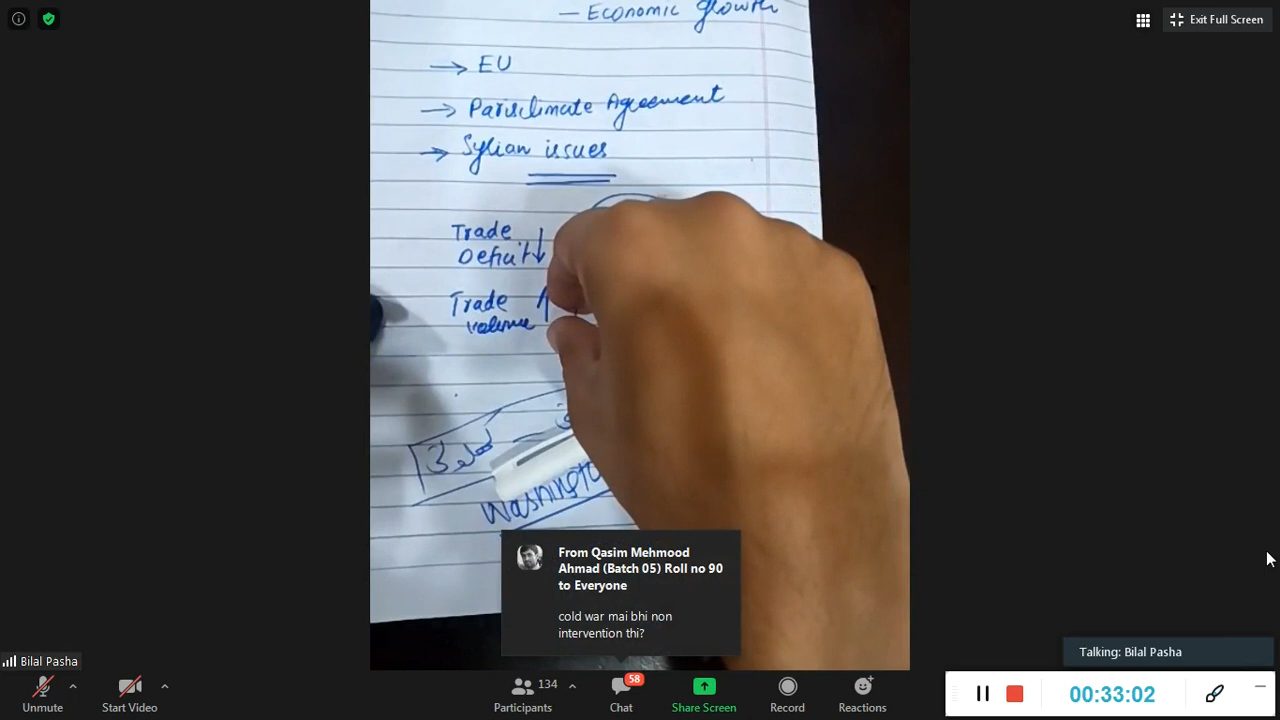 Exit Full Screen
— Economic growth
→ EU
→ Parisclimate Agreement
→ Sylian issues
Trade
Deficit ↓
Trade ↑
volume
From Qasim Mehmood
Ahmad (Batch 05) Roll no 90
to Everyone
cold war mai bhi non
intervention thi?
Bilal Pasha
Talking: Bilal Pasha
Unmute
Start Video
Participants
134
Chat
58
Share Screen
Record
Reactions
00:33:02